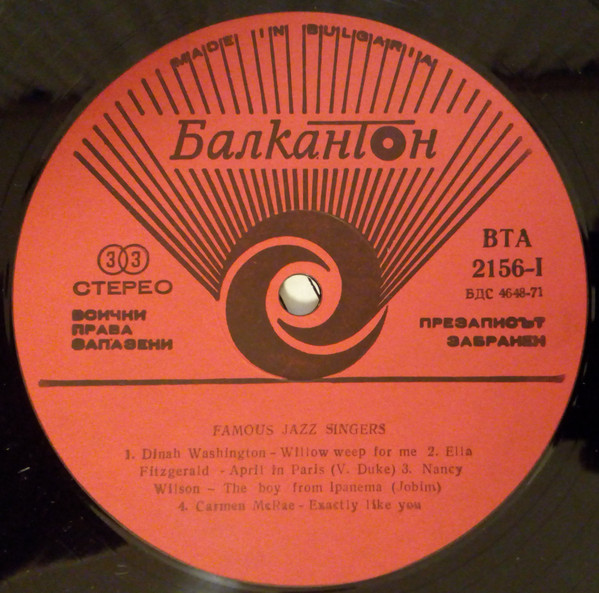 MADE IN BULGARIA
Балкантон
33
СТЕРЕО
ВСИЧКИ
ПРАВА
ЗАПАЗЕНИ
ВТА
2156-I
БДС 4648-71
ПРЕЗАПИСЪТ
ЗАБРАНЕН
FAMOUS JAZZ SINGERS
1. Dinah Washington - Willow weep for me 2. Ella
Fitzgerald - April in Paris (V. Duke) 3. Nancy
Wilson - The boy from Ipanema (Jobim)
4. Carmen McRae - Exactly like you